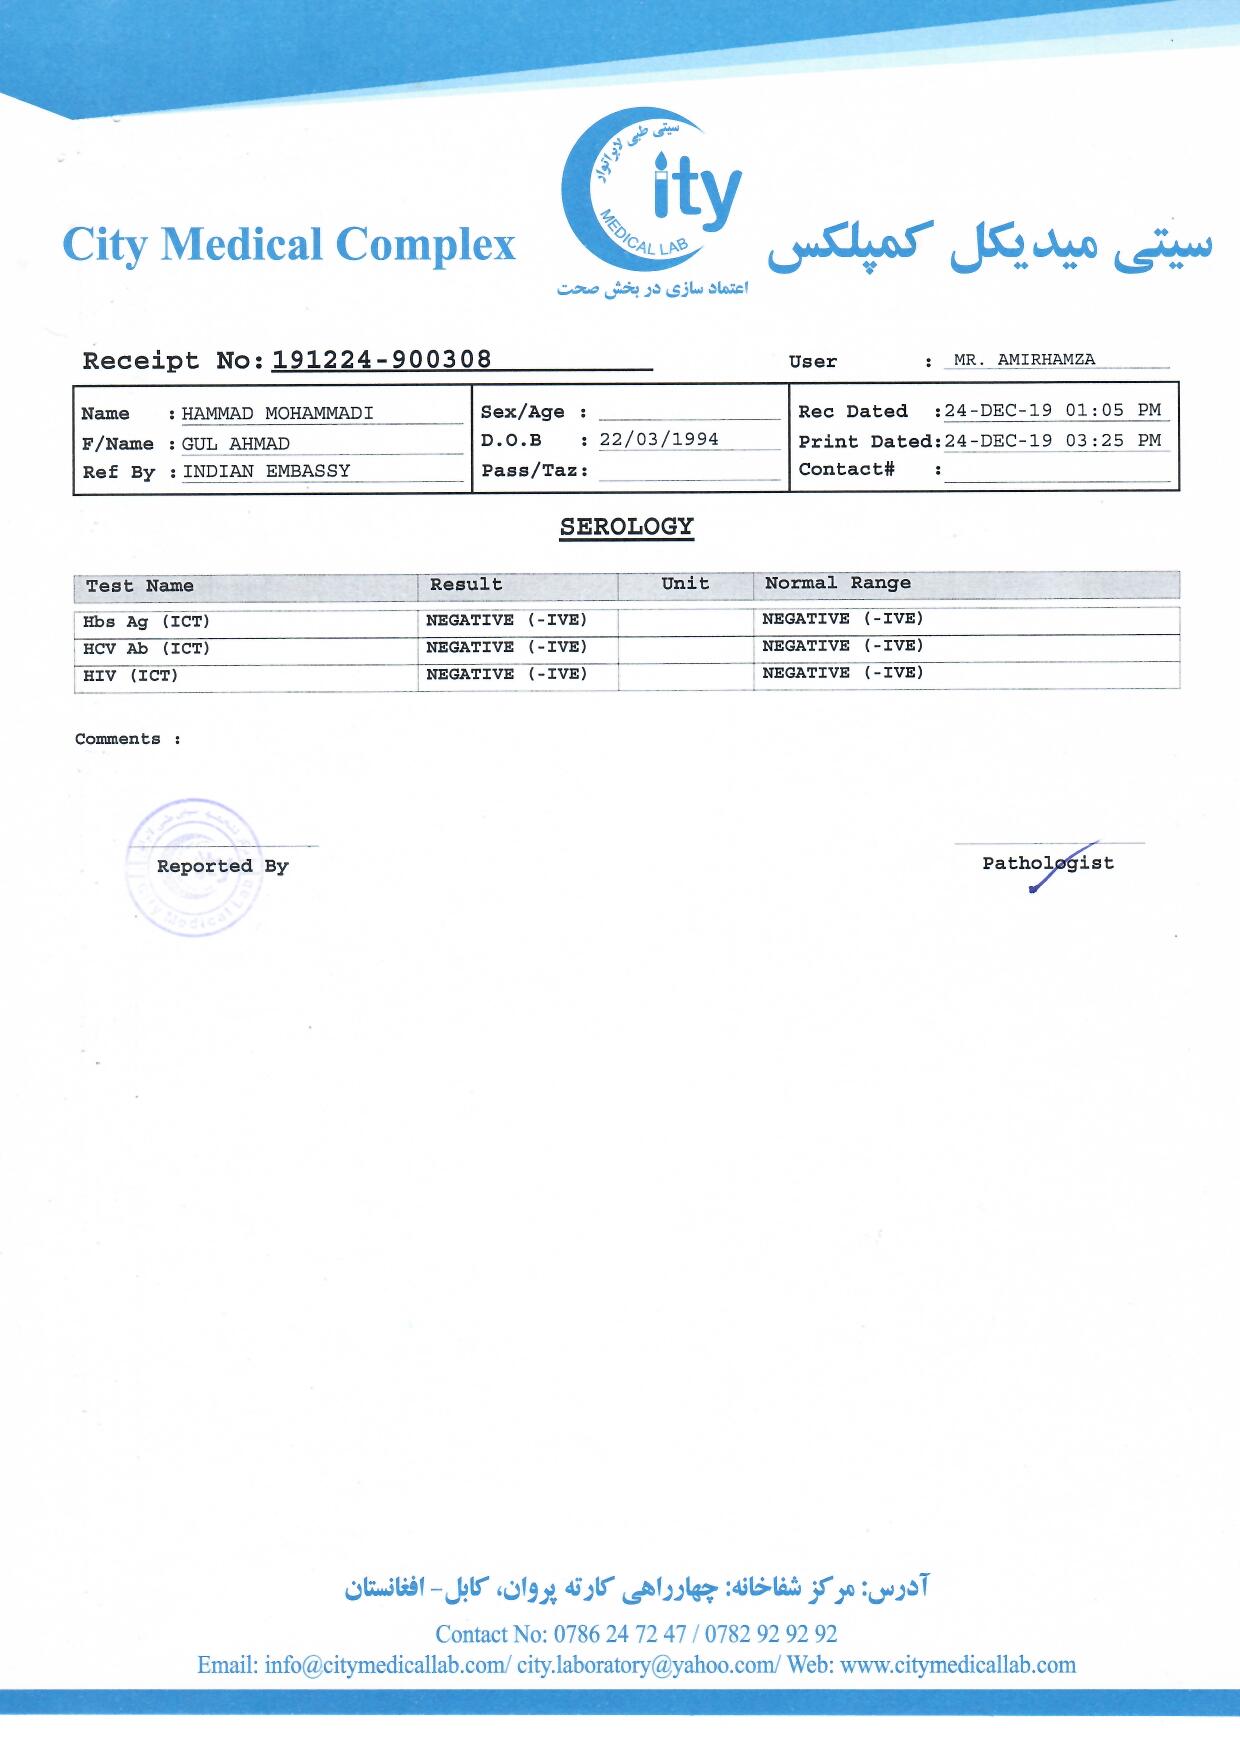 سیتی طبی لابراتوار
City
MEDICAL LAB
City Medical Complex
سیتی میدیکل کمپلکس
اعتماد سازی در بخش صحت
Receipt No: 191224-900308
User : MR. AMIRHAMZA
Name : HAMMAD MOHAMMADI
F/Name : GUL AHMAD
Ref By : INDIAN EMBASSY
Sex/Age :
D.O.B : 22/03/1994
Pass/Taz:
Rec Dated :24-DEC-19 01:05 PM
Print Dated:24-DEC-19 03:25 PM
Contact# :
SEROLOGY
Test Name Result Unit Normal Range
Hbs Ag (ICT) NEGATIVE (-IVE) NEGATIVE (-IVE)
HCV Ab (ICT) NEGATIVE (-IVE) NEGATIVE (-IVE)
HIV (ICT) NEGATIVE (-IVE) NEGATIVE (-IVE)
Comments :
Reported By
City Medical Lab
Pathologist
آدرس: مرکز شفاخانه: چهارراهی کارته پروان، کابل- افغانستان
Contact No: 0786 24 72 47 / 0782 92 92 92
Email: info@citymedicallab.com/ city.laboratory@yahoo.com/ Web: www.citymedicallab.com